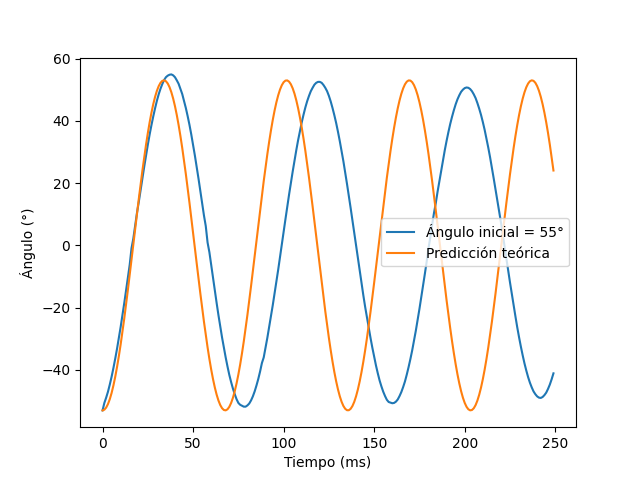 60
40
20
0
−20
−40
Ángulo (°)
Ángulo inicial = 55°
Predicción teórica
0 50 100 150 200 250
Tiempo (ms)